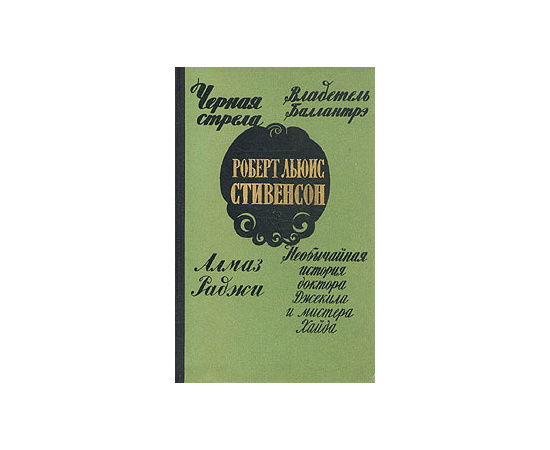 Черная
стрела
Владетель
Баллантрэ
РОБЕРТ ЛЬЮИС
СТИВЕНСОН
Алмаз
Раджи
Необычайная
история
доктора
Джекила
и мистера
Хайда